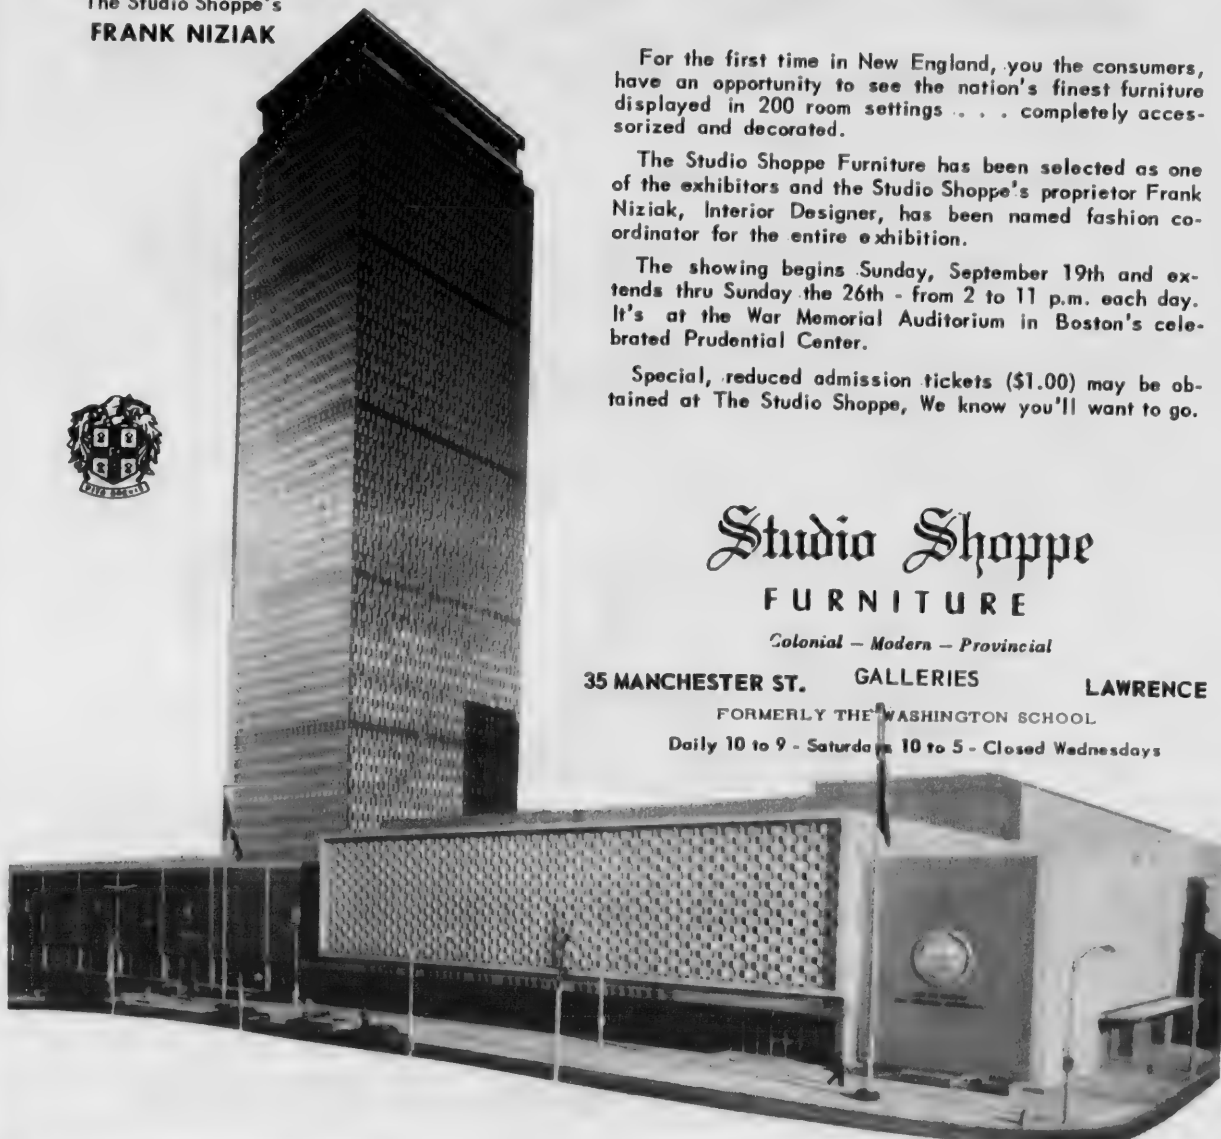 The Studio Shoppe's
FRANK NIZIAK
For the first time in New England, you the consumers,
have an opportunity to see the nation's finest furniture
displayed in 200 room settings . . . completely acces-
sorized and decorated.
The Studio Shoppe Furniture has been selected as one
of the exhibitors and the Studio Shoppe's proprietor Frank
Niziak, Interior Designer, has been named fashion co-
ordinator for the entire exhibition.
The showing begins Sunday, September 19th and ex-
tends thru Sunday the 26th - from 2 to 11 p.m. each day.
It's at the War Memorial Auditorium in Boston's cele-
brated Prudential Center.
Special, reduced admission tickets ($1.00) may be ob-
tained at The Studio Shoppe, We know you'll want to go.
Studio Shoppe
FURNITURE
Colonial — Modern — Provincial
GALLERIES
35 MANCHESTER ST. LAWRENCE
FORMERLY THE WASHINGTON SCHOOL
Daily 10 to 9 - Saturdays 10 to 5 - Closed Wednesdays